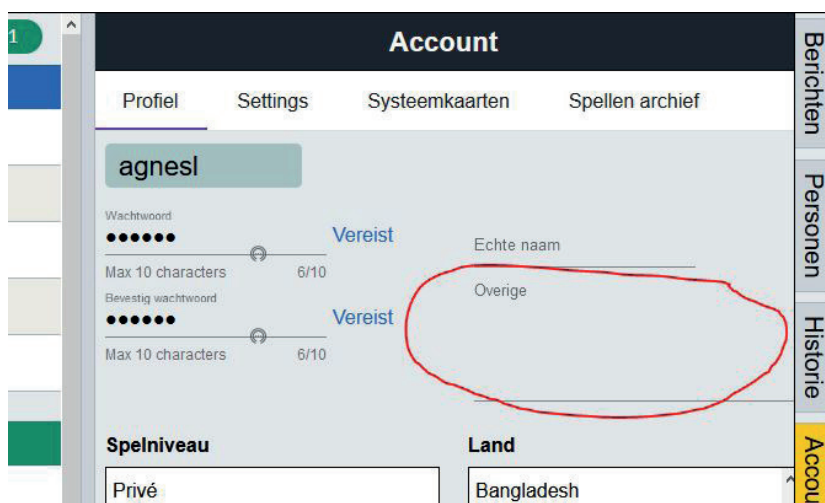 1
Account
Profiel Settings Systeemkaarten Spellen archief
agnesl
Wachtwoord
●●●●●● Vereist
Max 10 characters 6/10
Echte naam
Bevestig wachtwoord
●●●●●● Vereist
Max 10 characters 6/10
Overige
Spelniveau
Privé
Land
Bangladesh
Berichten
Personen
Historie
Accou